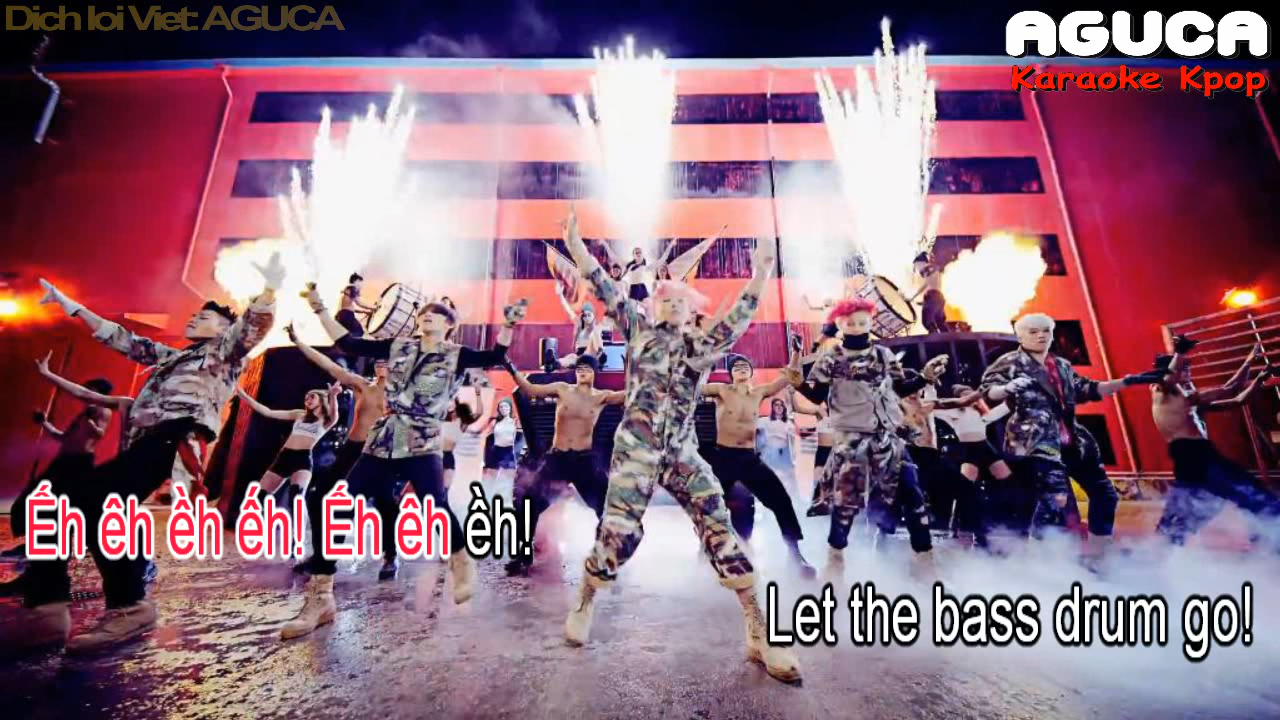 Dich loi Viet: AGUCA
AGUCA
Karaoke Kpop
Ếh êh ềh ếh! Ếh êh ềh!
Let the bass drum go!